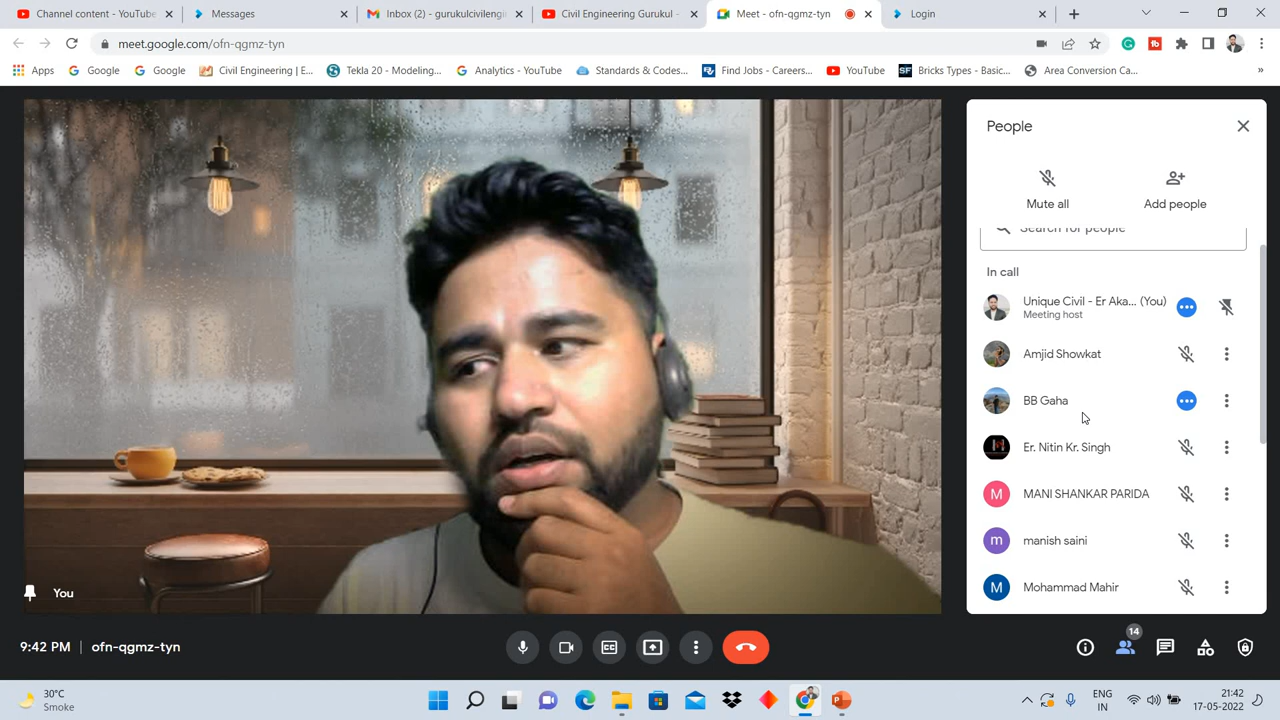 Channel content - YouTube
Messages
Inbox (2) - gurukulcivileng
Civil Engineering Gurukul -
Meet - ofn-qgmz-tyn
Login
meet.google.com/ofn-qgmz-tyn
Apps
Google
Google
Civil Engineering | E...
Tekla 20 - Modeling...
Analytics - YouTube
Standards & Codes...
Find Jobs - Careers...
YouTube
Bricks Types - Basic...
Area Conversion Ca...
»
People
Mute all
Add people
Search for people
In call
Unique Civil - Er Aka... (You)
Meeting host
Amjid Showkat
BB Gaha
Er. Nitin Kr. Singh
M
MANI SHANKAR PARIDA
m
manish saini
M
Mohammad Mahir
You
9:42 PM | ofn-qgmz-tyn
14
30°C
Smoke
ENG
IN
21:42
17-05-2022